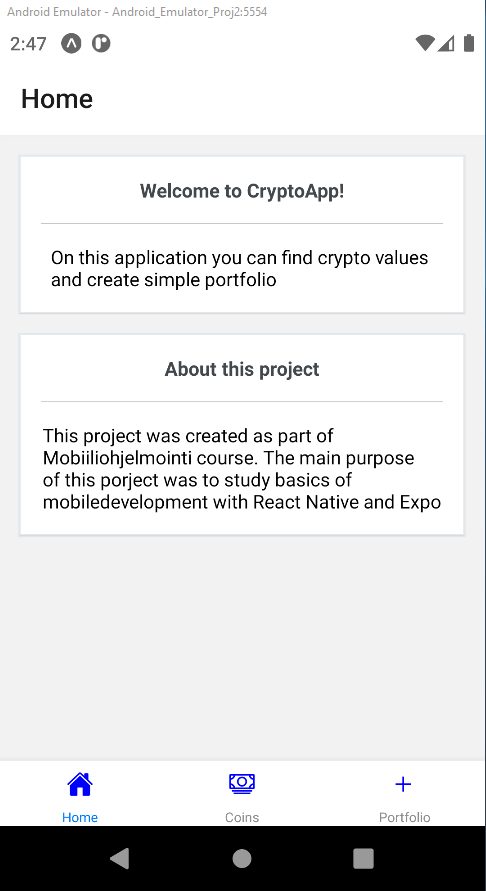 Android Emulator - Android_Emulator_Proj2:5554
2:47
Home
Welcome to CryptoApp!
On this application you can find crypto values
and create simple portfolio
About this project
This project was created as part of
Mobiiliohjelmointi course. The main purpose
of this porject was to study basics of
mobiledevelopment with React Native and Expo
Home
Coins
Portfolio